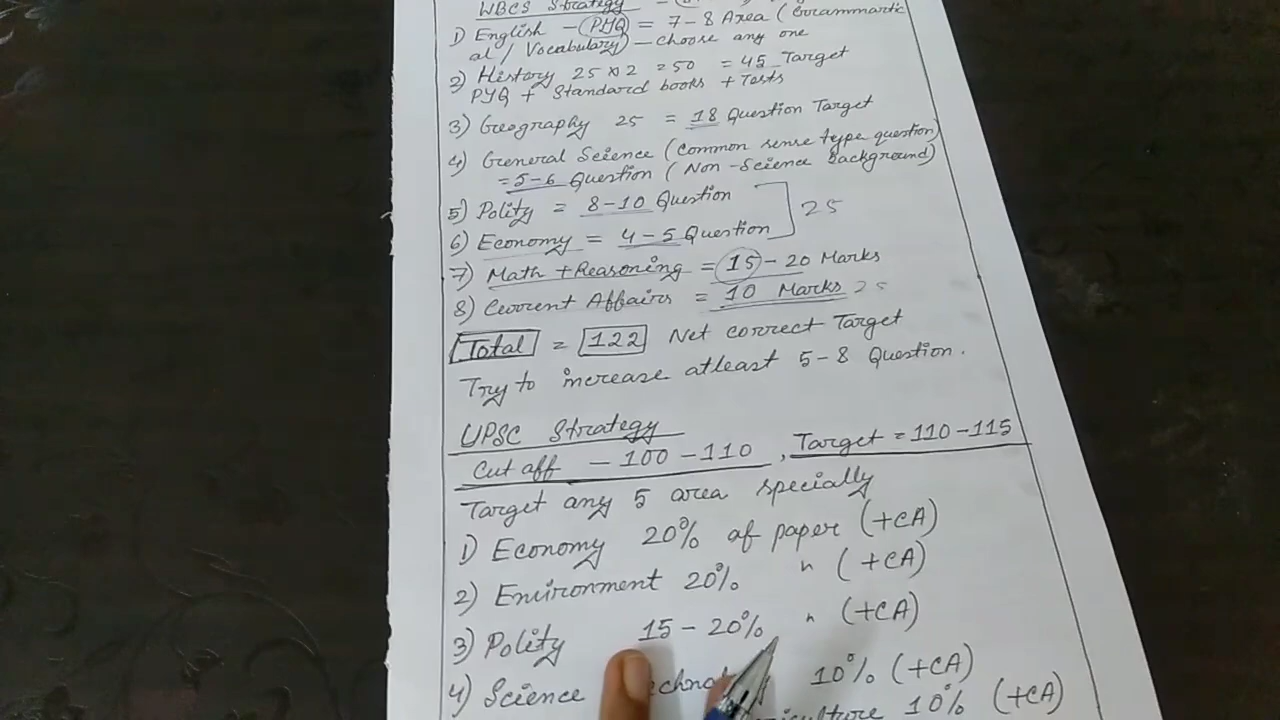 WBCS Strategy
1) English - PYQ = 7-8 Area (Grammartic
al / Vocabulary) - choose any one
2) History 25 x 2 = 50 = 45 Target
PYQ + Standard books + Tests
3) Geography 25 = 18 Question Target
4) General Science (Common sense type question)
= 5-6 Question (Non-Science background)
5) Polity = 8-10 Question
6) Economy = 4-5 Question ] 25
7) Math + Reasoning = 15-20 Marks
8) Current Affairs = 10 Marks 25
Total = 122 Net correct Target
Try to increase atleast 5-8 Question.
UPSC Strategy
Cut off - 100-110, Target = 110-115
Target any 5 area specially
1) Economy 20% of paper (+CA)
2) Environment 20% " (+CA)
3) Polity 15-20% " (+CA)
4) Science 10% (+CA)
10% (+CA)